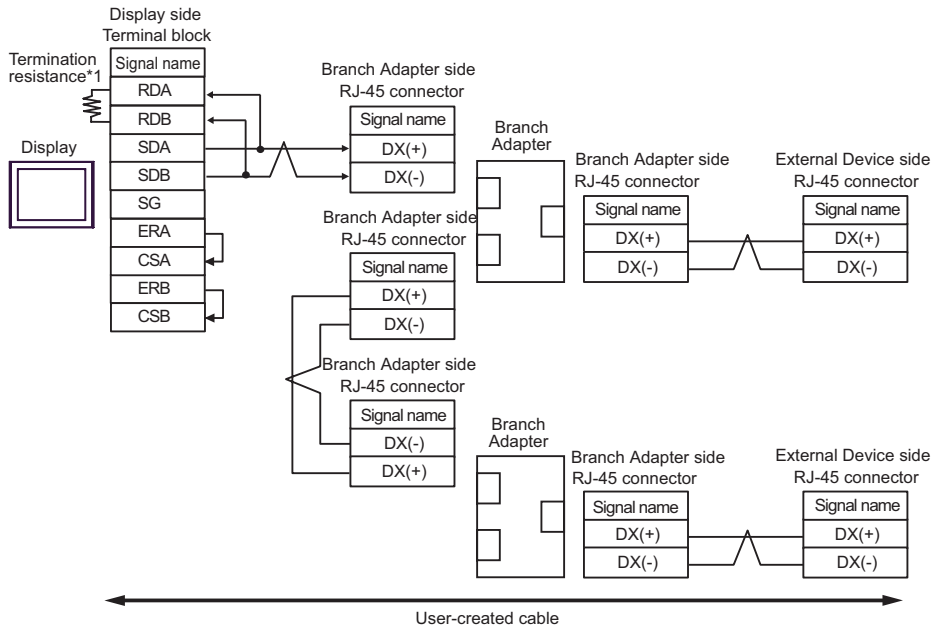 Display side
Terminal block
Termination
resistance*1
Signal name
RDA
RDB
SDA
SDB
SG
ERA
CSA
ERB
CSB
Display
Branch Adapter side
RJ-45 connector
Signal name
DX(+)
DX(-)
Branch
Adapter
Branch Adapter side
RJ-45 connector
Signal name
DX(+)
DX(-)
External Device side
RJ-45 connector
Signal name
DX(+)
DX(-)
Branch Adapter side
RJ-45 connector
Signal name
DX(+)
DX(-)
Branch Adapter side
RJ-45 connector
Signal name
DX(-)
DX(+)
Branch
Adapter
Branch Adapter side
RJ-45 connector
Signal name
DX(+)
DX(-)
External Device side
RJ-45 connector
Signal name
DX(+)
DX(-)
User-created cable